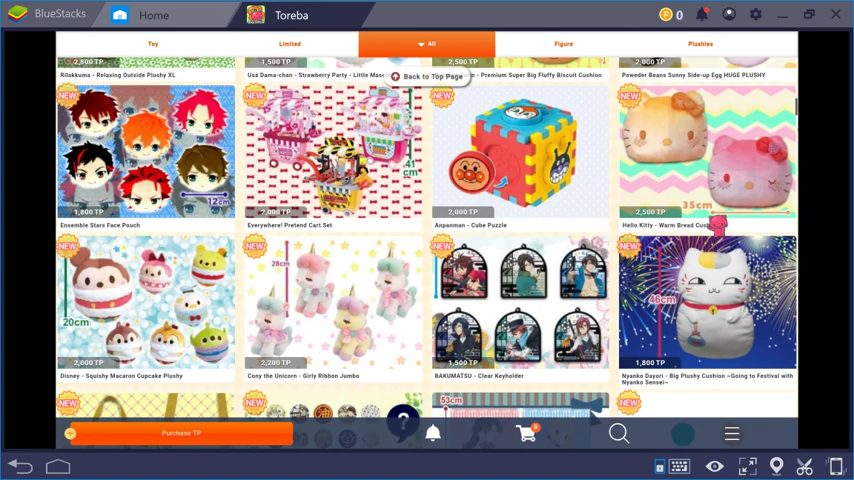 BlueStacks
Home
Toreba
0
Toy
Limited
All
Figure
Plushies
2,800 TP
1,500 TP
2,500 TP
2,000 TP
Rilakkuma - Relaxing Outside Plushy XL
Usa Dama-chan - Strawberry Party - Little Mas
- Premium Super Big Fluffy Biscuit Cushion
Poweder Beans Sunny Side-up Egg HUGE PLUSHY
Back to Top Page
NEW
NEW
NEW
NEW
12cm
41cm
35cm
1,800 TP
2,000 TP
2,000 TP
2,500 TP
Ensemble Stars Face Pouch
Everywhere! Pretend Cart Set
Anpanman - Cube Puzzle
Hello Kitty - Warm Bread Cus
NEW
NEW
NEW
NEW
20cm
28cm
46cm
2,000 TP
2,200 TP
1,500 TP
1,800 TP
Disney - Squishy Macaron Cupcake Plushy
Cony the Unicorn - Girly Ribbon Jumbo
BAKUMATSU - Clear Keyholder
Nyanko Dayori - Big Plushy Cushion ~Going to Festival with
Nyanko Sensei~
NEW
NEW
NEW
NEW
53cm
?
Purchase TP
0